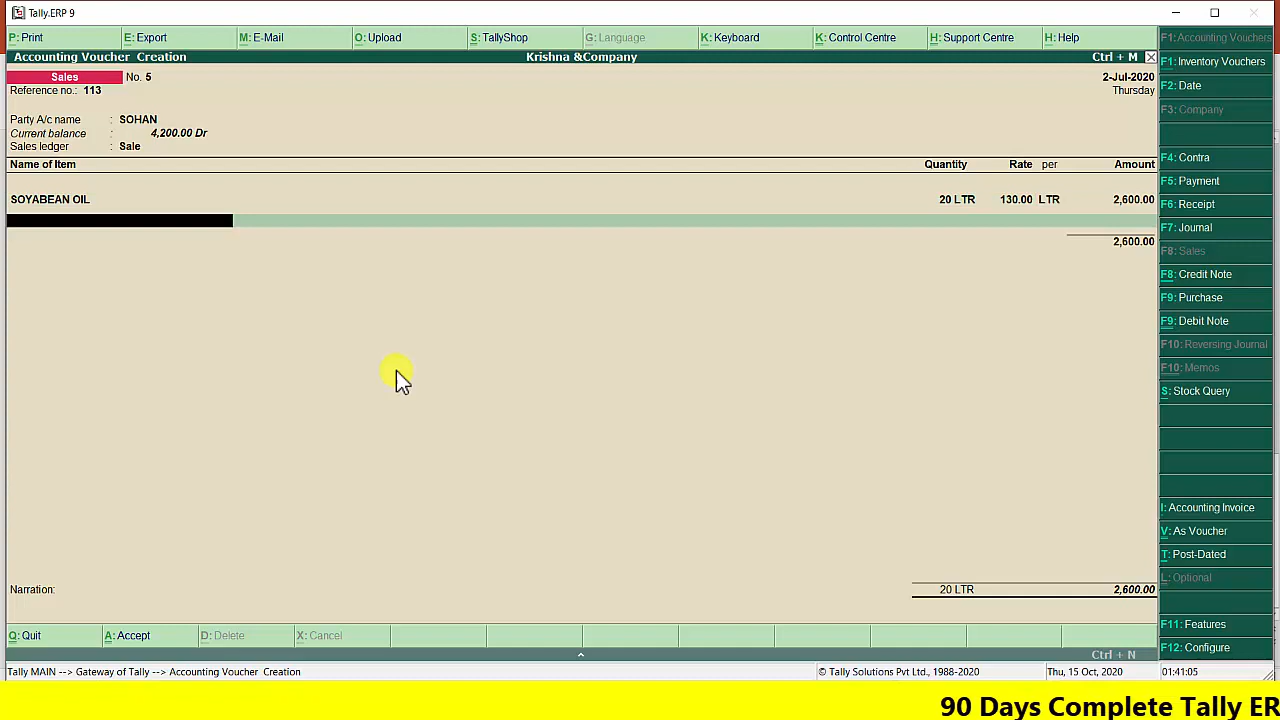 Tally.ERP 9
P: Print E: Export M: E-Mail O: Upload S: TallyShop G: Language K: Keyboard K: Control Centre H: Support Centre H: Help
Accounting Voucher Creation Krishna &Company Ctrl + M
Sales No. 5 2-Jul-2020
Reference no.: 113 Thursday
Party A/c name : SOHAN
Current balance : 4,200.00 Dr
Sales ledger : Sale
Name of Item Quantity Rate per Amount
SOYABEAN OIL 20 LTR 130.00 LTR 2,600.00
2,600.00
Narration: 20 LTR 2,600.00
Q: Quit A: Accept D: Delete X: Cancel
Ctrl + N
Tally MAIN --> Gateway of Tally --> Accounting Voucher Creation © Tally Solutions Pvt Ltd., 1988-2020 Thu, 15 Oct, 2020 01:41:05
F1: Accounting Vouchers
F1: Inventory Vouchers
F2: Date
F3: Company
F4: Contra
F5: Payment
F6: Receipt
F7: Journal
F8: Sales
F8: Credit Note
F9: Purchase
F9: Debit Note
F10: Reversing Journal
F10: Memos
S: Stock Query
I: Accounting Invoice
V: As Voucher
T: Post-Dated
L: Optional
F11: Features
F12: Configure
90 Days Complete Tally ER